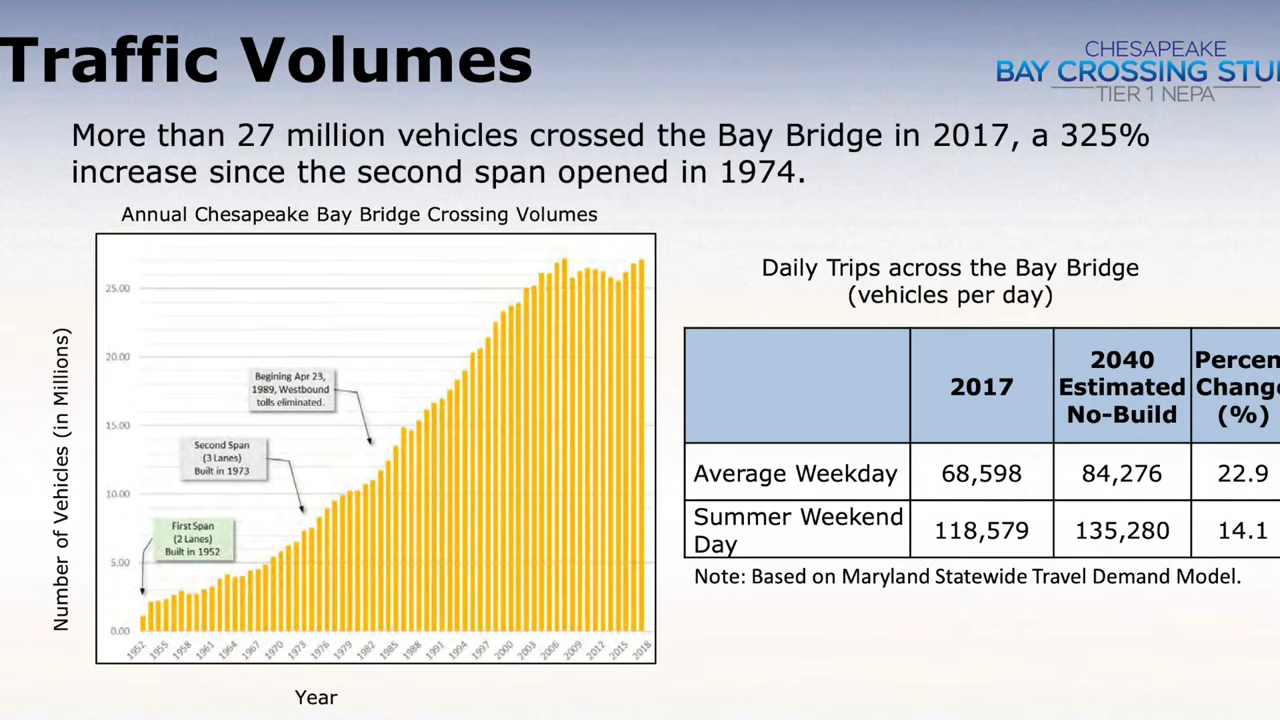 Traffic Volumes
CHESAPEAKE
BAY CROSSING STU
TIER 1 NEPA
More than 27 million vehicles crossed the Bay Bridge in 2017, a 325%
increase since the second span opened in 1974.
Annual Chesapeake Bay Bridge Crossing Volumes
Number of Vehicles (in Millions)
25.00
20.00
15.00
10.00
5.00
0.00
Begining Apr 23,
1989, Westbound
tolls eliminated.
Second Span
(3 Lanes)
Built in 1973
First Span
(2 Lanes)
Built in 1952
1952 1955 1958 1961 1964 1967 1970 1973 1976 1979 1982 1985 1988 1991 1994 1997 2000 2003 2006 2009 2012 2015 2018
Year
Daily Trips across the Bay Bridge
(vehicles per day)
2017
2040
Estimated
No-Build
Percen
Change
(%)
Average Weekday 68,598 84,276 22.9
Summer Weekend
Day 118,579 135,280 14.1
Note: Based on Maryland Statewide Travel Demand Model.